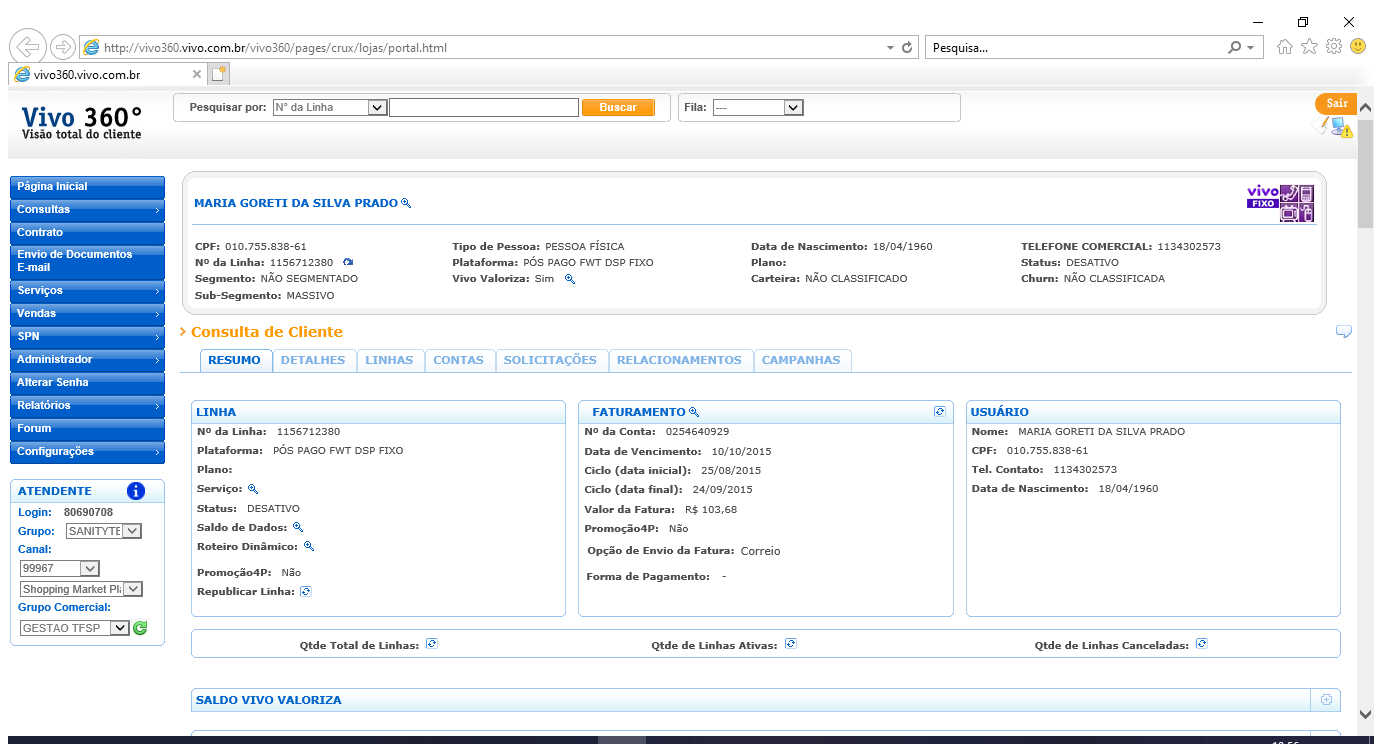 http://vivo360.vivo.com.br/vivo360/pages/crux/lojas/portal.html
Pesquisa...
vivo360.vivo.com.br
Vivo 360°
Visão total do cliente
Pesquisar por: N° da Linha Buscar
Fila: ---
Sair
Página Inicial
Consultas
Contrato
Envio de Documentos
E-mail
Serviços
Vendas
SPN
Administrador
Alterar Senha
Relatórios
Forum
Configurações
ATENDENTE
Login: 80690708
Grupo: SANITYTE
Canal:
99967
Shopping Market Pl
Grupo Comercial:
GESTAO TFSP
MARIA GORETI DA SILVA PRADO
vivo
FIXO
CPF: 010.755.838-61 Tipo de Pessoa: PESSOA FÍSICA Data de Nascimento: 18/04/1960 TELEFONE COMERCIAL: 1134302573
Nº da Linha: 1156712380 Plataforma: PÓS PAGO FWT DSP FIXO Plano: Status: DESATIVO
Segmento: NÃO SEGMENTADO Vivo Valoriza: Sim Carteira: NÃO CLASSIFICADO Churn: NÃO CLASSIFICADA
Sub-Segmento: MASSIVO
Consulta de Cliente
RESUMO DETALHES LINHAS CONTAS SOLICITAÇÕES RELACIONAMENTOS CAMPANHAS
LINHA
Nº da Linha: 1156712380
Plataforma: PÓS PAGO FWT DSP FIXO
Plano:
Serviço:
Status: DESATIVO
Saldo de Dados:
Roteiro Dinâmico:
Promoção4P: Não
Republicar Linha:
FATURAMENTO
Nº da Conta: 0254640929
Data de Vencimento: 10/10/2015
Ciclo (data inicial): 25/08/2015
Ciclo (data final): 24/09/2015
Valor da Fatura: R$ 103,68
Promoção4P: Não
Opção de Envio da Fatura: Correio
Forma de Pagamento: -
USUÁRIO
Nome: MARIA GORETI DA SILVA PRADO
CPF: 010.755.838-61
Tel. Contato: 1134302573
Data de Nascimento: 18/04/1960
Qtde Total de Linhas: Qtde de Linhas Ativas: Qtde de Linhas Canceladas:
SALDO VIVO VALORIZA